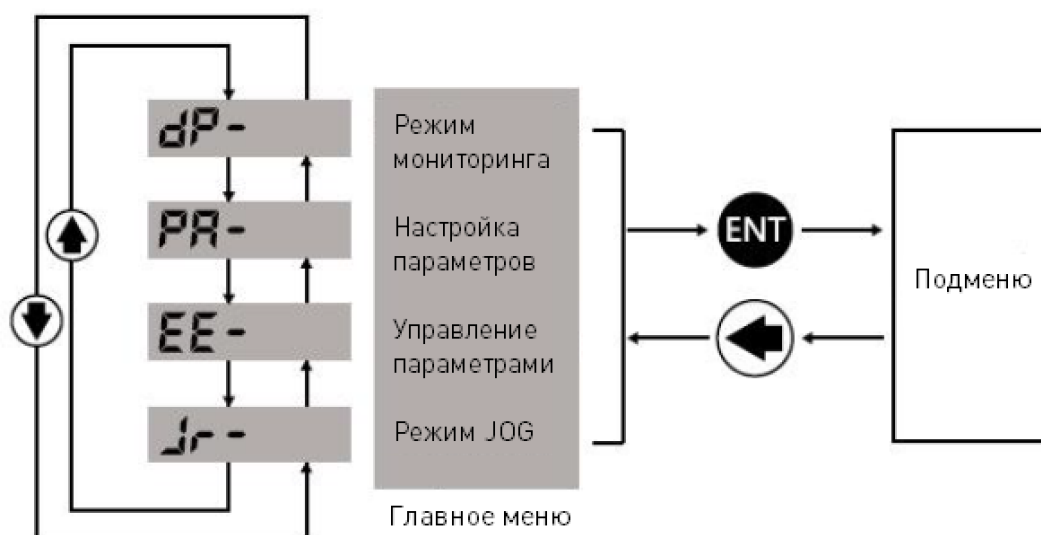 dP-
Режим
мониторинга
PA-
Настройка
параметров
ENT
Подменю
EE-
Управление
параметрами
Jr-
Режим JOG
Главное меню